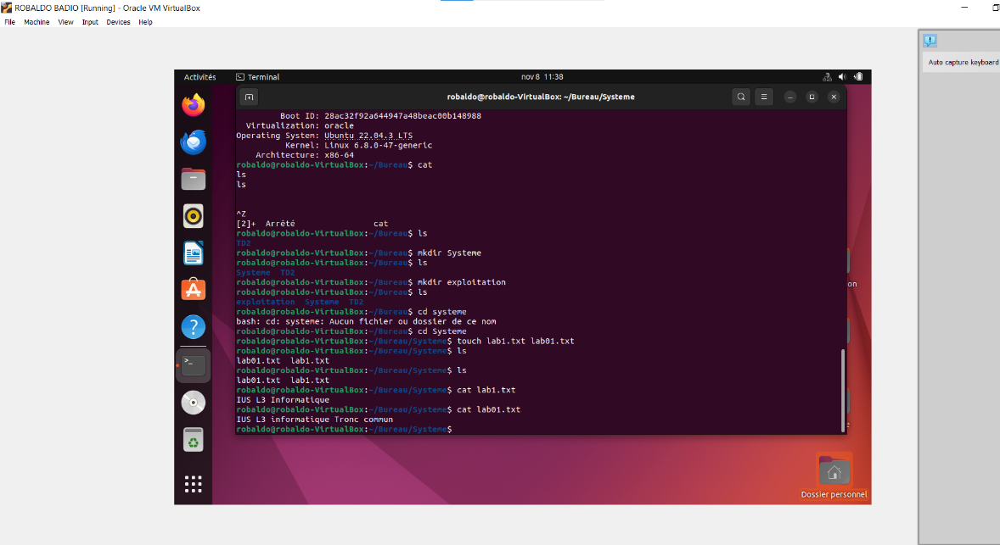 ROBALDO BADIO [Running] - Oracle VM VirtualBox
File Machine View Input Devices Help
Auto capture keyboard
Activités Terminal nov 8 11:38
robaldo@robaldo-VirtualBox: ~/Bureau/Systeme
Boot ID: 28ac32f92a644947a48beac00b148988
Virtualization: oracle
Operating System: Ubuntu 22.04.3 LTS
Kernel: Linux 6.8.0-47-generic
Architecture: x86-64
robaldo@robaldo-VirtualBox:~/Bureau$ cat
ls
ls
^Z
[2]+ Arrêté cat
robaldo@robaldo-VirtualBox:~/Bureau$ ls
TD2
robaldo@robaldo-VirtualBox:~/Bureau$ mkdir Systeme
robaldo@robaldo-VirtualBox:~/Bureau$ ls
Systeme TD2
robaldo@robaldo-VirtualBox:~/Bureau$ mkdir exploitation
robaldo@robaldo-VirtualBox:~/Bureau$ ls
exploitation Systeme TD2
robaldo@robaldo-VirtualBox:~/Bureau$ cd systeme
bash: cd: systeme: Aucun fichier ou dossier de ce nom
robaldo@robaldo-VirtualBox:~/Bureau$ cd Systeme
robaldo@robaldo-VirtualBox:~/Bureau/Systeme$ touch lab1.txt lab01.txt
robaldo@robaldo-VirtualBox:~/Bureau/Systeme$ ls
lab01.txt lab1.txt
robaldo@robaldo-VirtualBox:~/Bureau/Systeme$ ls
lab01.txt lab1.txt
robaldo@robaldo-VirtualBox:~/Bureau/Systeme$ cat lab1.txt
IUS L3 Informatique
robaldo@robaldo-VirtualBox:~/Bureau/Systeme$ cat lab01.txt
IUS L3 informatique Tronc commun
robaldo@robaldo-VirtualBox:~/Bureau/Systeme$
on
Dossier personnel